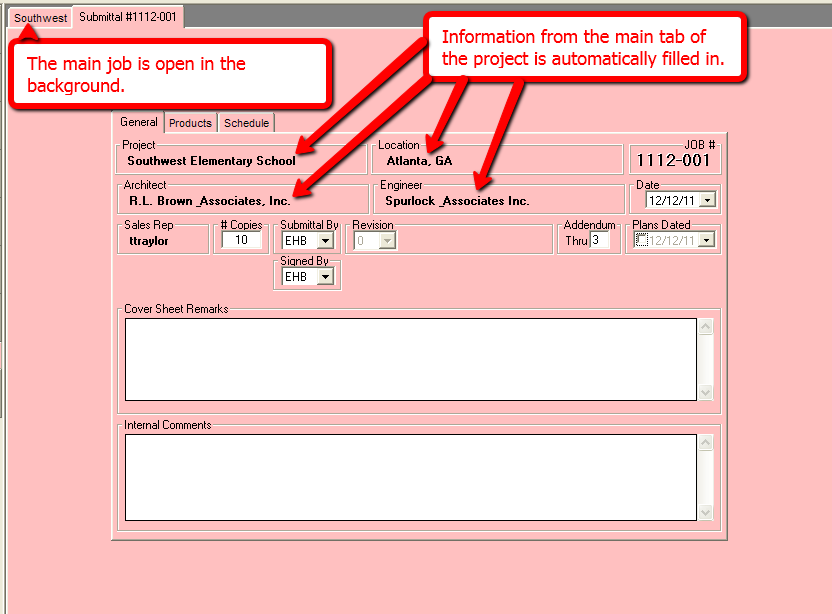 Southwest
Submittal #1112-001
Information from the main tab of
the project is automatically filled in.
The main job is open in the
background.
General
Products
Schedule
Project
Southwest Elementary School
Location
Atlanta, GA
JOB #
1112-001
Architect
R.L. Brown _Associates, Inc.
Engineer
Spurlock _Associates Inc.
Date
12/12/11
Sales Rep
ttraylor
# Copies
10
Submittal By
EHB
Revision
0
Addendum
Thru 3
Plans Dated
12/12/11
Signed By
EHB
Cover Sheet Remarks
Internal Comments